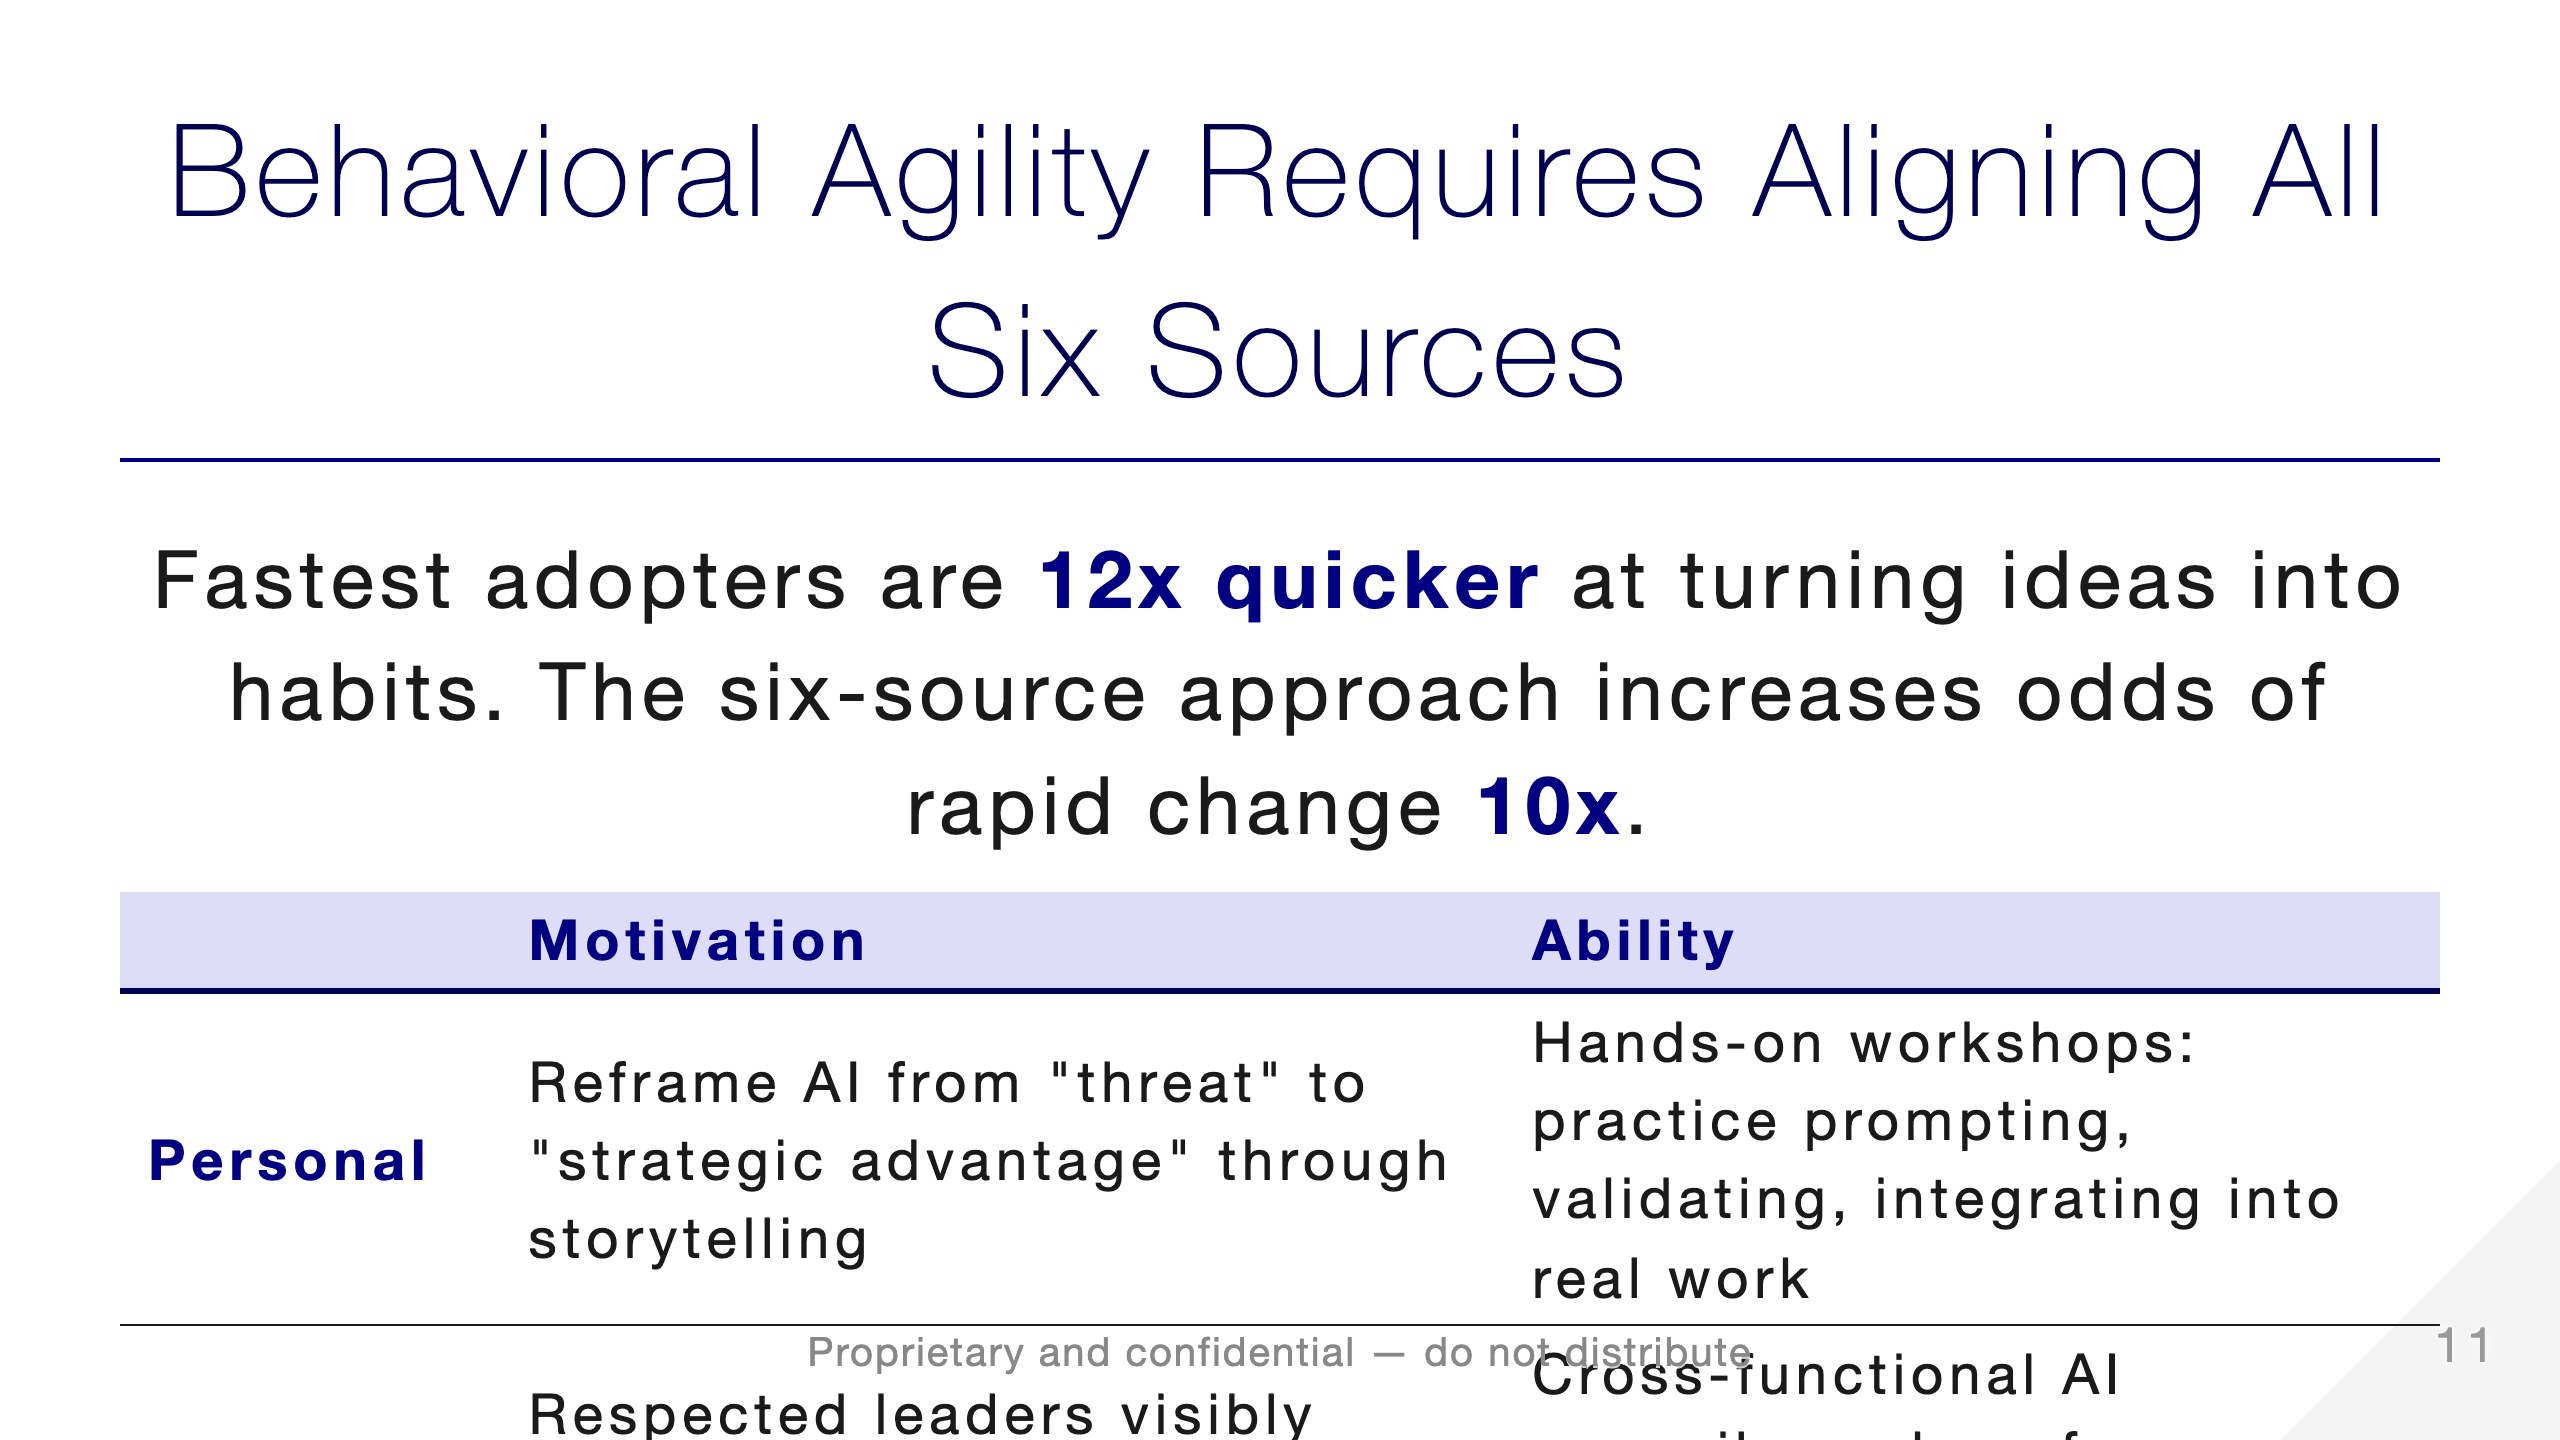 Behavioral Agility Requires Aligning All
Six Sources
Fastest adopters are 12x quicker at turning ideas into
habits. The six-source approach increases odds of
rapid change 10x.
Motivation Ability
Personal
Reframe AI from "threat" to
"strategic advantage" through
storytelling
Hands-on workshops:
practice prompting,
validating, integrating into
real work
Respected leaders visibly
Cross-functional AI
Proprietary and confidential — do not distribute
11